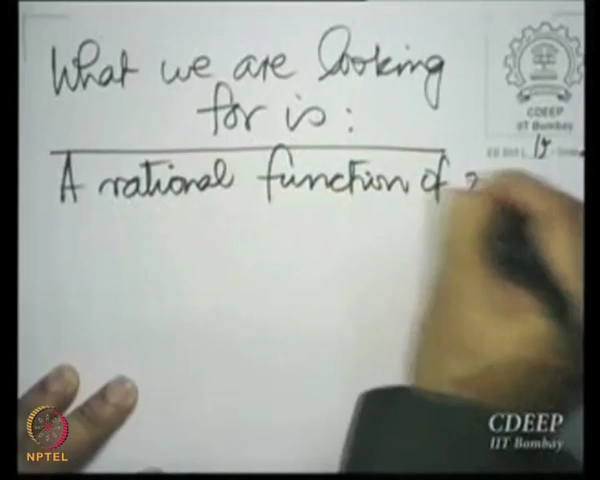 What we are looking
for is:
A rational function of
CDEEP
IIT Bombay
CDEEP
IIT Bombay
NPTEL